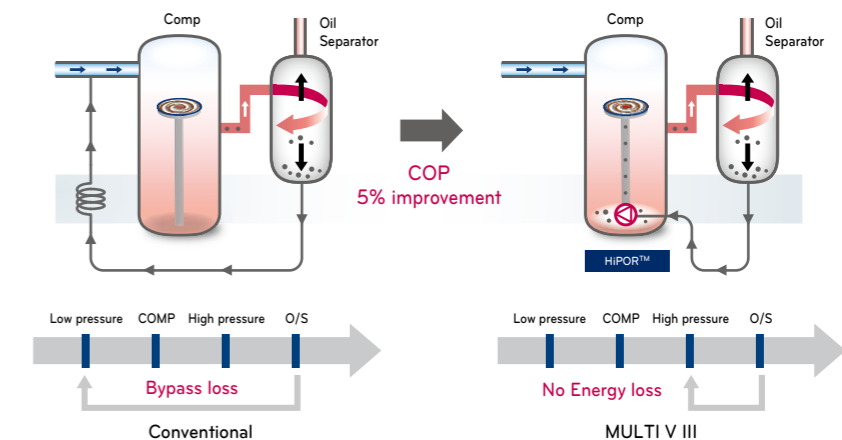 Comp
Oil
Separator
Comp
Oil
Separator
COP
5% improvement
HiPOR™
Low pressure COMP High pressure O/S
Low pressure COMP High pressure O/S
Bypass loss
No Energy loss
Conventional
MULTI V III